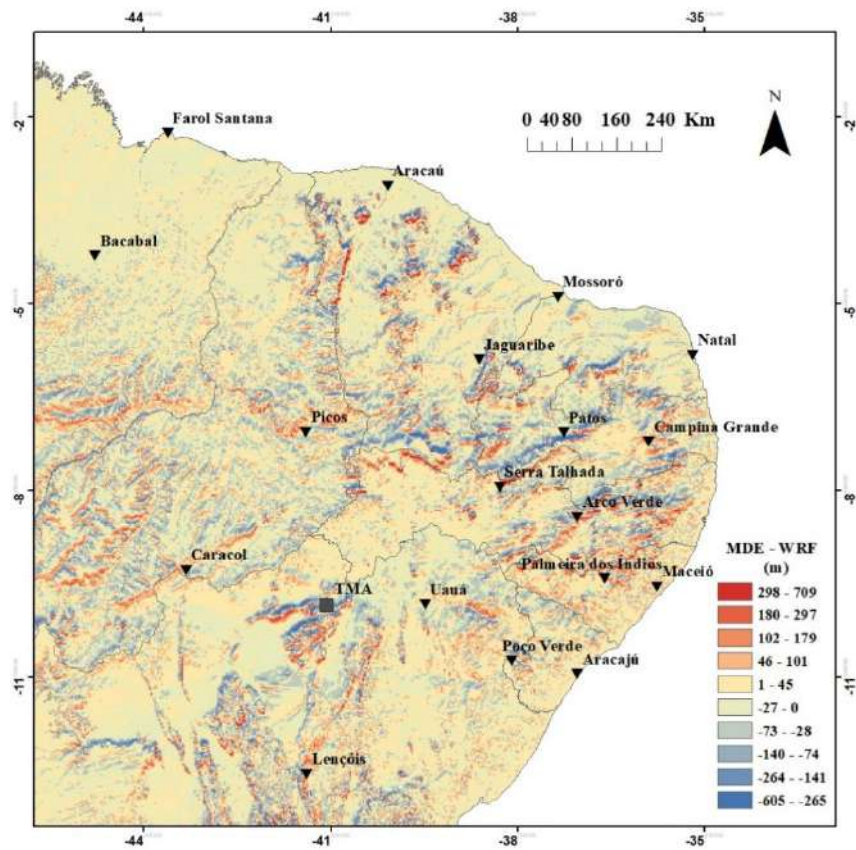 -44 -41 -38 -35
N
Farol Santana
0 40 80 160 240 Km
-2 -2
Aracaú
Bacabal
Mossoró
-5 -5
Jaguaribe
Natal
Picos
Patos
Campina Grande
Serra Talhada
-8 -8
Arco Verde
Caracol
MDE - WRF
(m)
Palmeira dos Índios
Maceió
TMA
Uauá
298 - 709
180 - 297
102 - 179
Poço Verde
46 - 101
Aracajú
-11 -11
1 - 45
-27 - 0
-73 - -28
-140 - -74
Lençóis
-264 - -141
-605 - -265
-44 -41 -38 -35